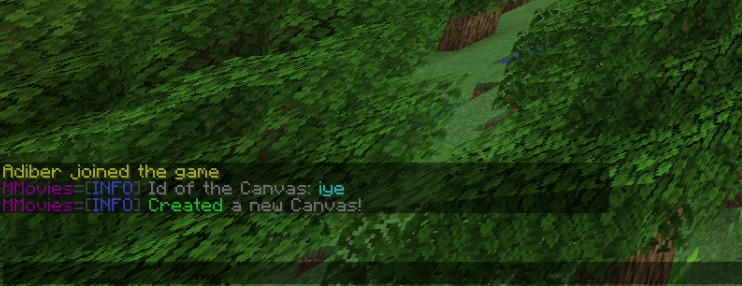 Adiber joined the game
MMovies=[INFO] Id of the Canvas: iye
MMovies=[INFO] Created a new Canvas!